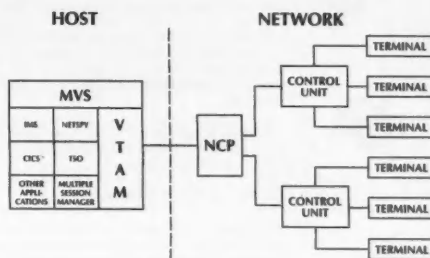 HOST
NETWORK
MVS
IMS
NETSPY
CICS
TSO
OTHER
APPLI-
CATIONS
MULTIPLE
SESSION
MANAGER
V
T
A
M
NCP
CONTROL
UNIT
TERMINAL
TERMINAL
TERMINAL
CONTROL
UNIT
TERMINAL
TERMINAL
TERMINAL